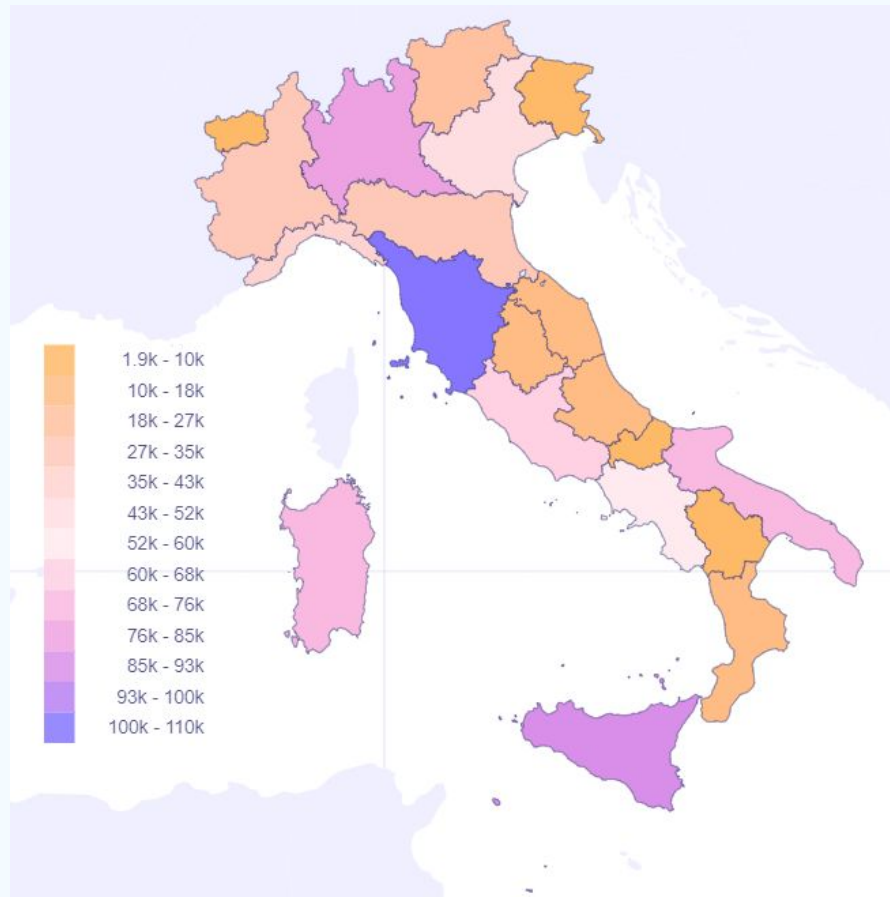 1.9k - 10k
10k - 18k
18k - 27k
27k - 35k
35k - 43k
43k - 52k
52k - 60k
60k - 68k
68k - 76k
76k - 85k
85k - 93k
93k - 100k
100k - 110k